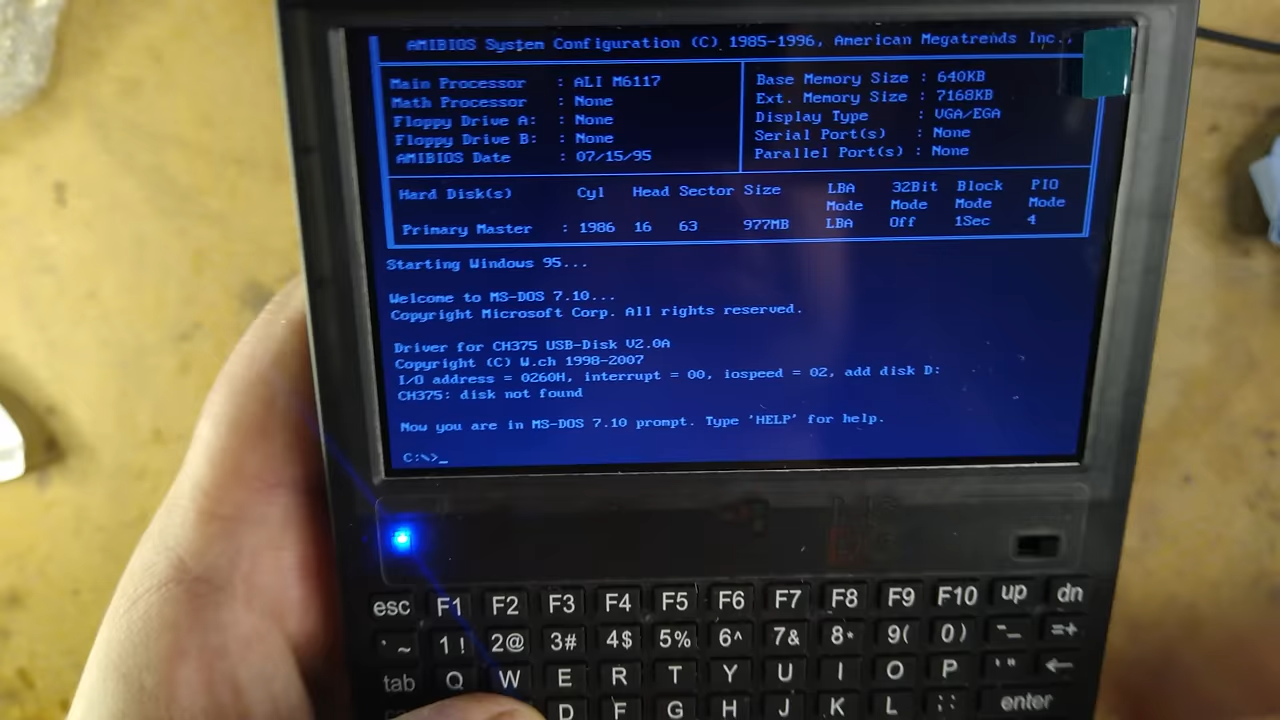 AMIBIOS System Configuration (C) 1985-1996, American Megatrends Inc.,
Main Processor : ALI M6117
Math Processor : None
Floppy Drive A: : None
Floppy Drive B: : None
AMIBIOS Date : 07/15/95
Base Memory Size : 640KB
Ext. Memory Size : 7168KB
Display Type : VGA/EGA
Serial Port(s) : None
Parallel Port(s) : None
Hard Disk(s) Cyl Head Sector Size LBA Mode 32Bit Mode Block Mode PIO Mode
Primary Master : 1986 16 63 977MB LBA Off 1Sec 4
Starting Windows 95...
Welcome to MS-DOS 7.10...
Copyright Microsoft Corp. All rights reserved.
Driver for CH375 USB-Disk V2.0A
Copyright (C) W.ch 1998-2007
I/O address = 0260H, interrupt = 00, iospeed = 02, add disk D:
CH375: disk not found
Now you are in MS-DOS 7.10 prompt. Type 'HELP' for help.
C:\>_
esc F1 F2 F3 F4 F5 F6 F7 F8 F9 F10 up dn
` ~ 1! 2@ 3# 4$ 5% 6^ 7& 8* 9( 0) -_ =+
tab Q W E R T Y U I O P '" ←
D F G H J K L ;: enter